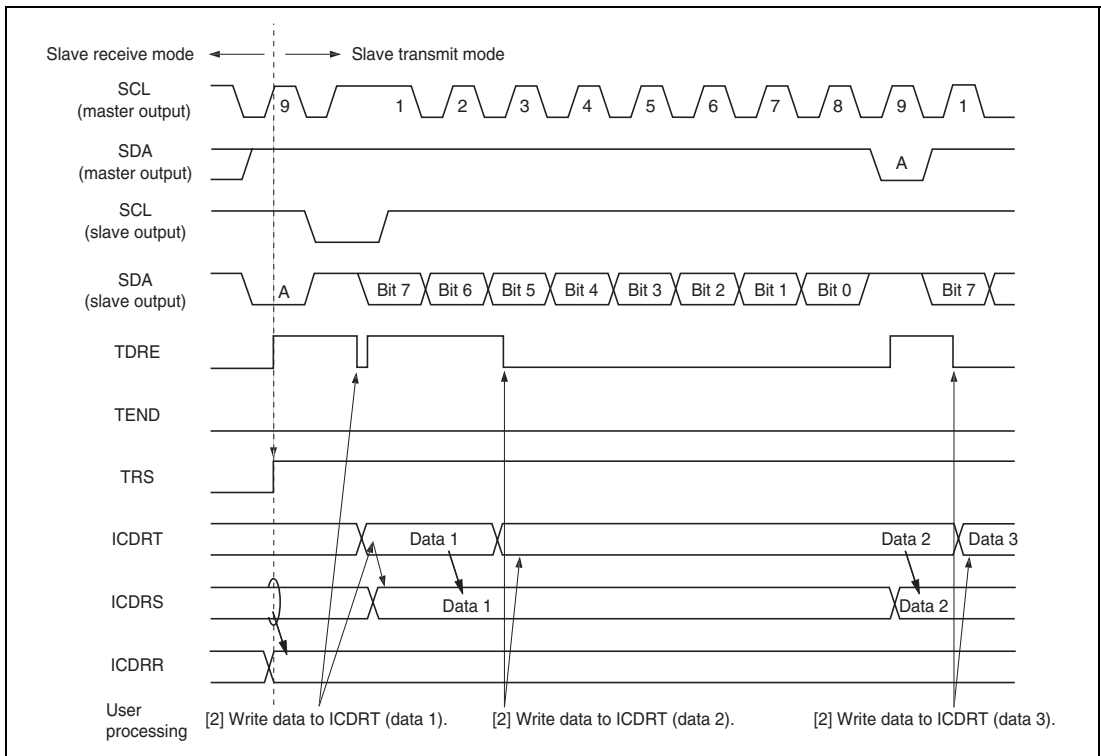 Slave receive mode Slave transmit mode
SCL
(master output)
9 1 2 3 4 5 6 7 8 9 1
SDA
(master output)
A
SCL
(slave output)
SDA
(slave output)
A Bit 7 Bit 6 Bit 5 Bit 4 Bit 3 Bit 2 Bit 1 Bit 0 Bit 7
TDRE
TEND
TRS
ICDRT
Data 1 Data 2 Data 3
ICDRS
Data 1 Data 2
ICDRR
User
processing
[2] Write data to ICDRT (data 1). [2] Write data to ICDRT (data 2). [2] Write data to ICDRT (data 3).